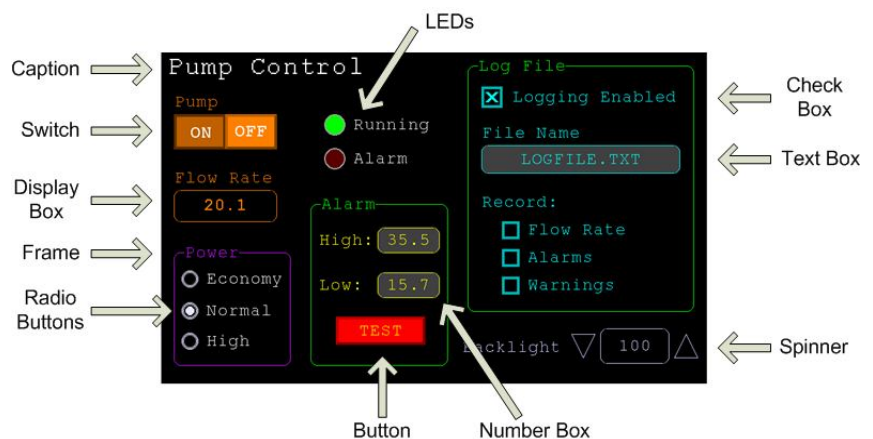 LEDs
Caption
Pump Control
Log File
Logging Enabled
Check
Box
Pump
Switch
ON OFF
Running
File Name
Alarm
LOGFILE.TXT
Text Box
Display
Box
Flow Rate
20.1
Alarm
Record:
High: 35.5
Flow Rate
Frame
Power
Alarms
Economy
Low: 15.7
Warnings
Radio
Buttons
Normal
TEST
High
Backlight 100
Spinner
Button
Number Box